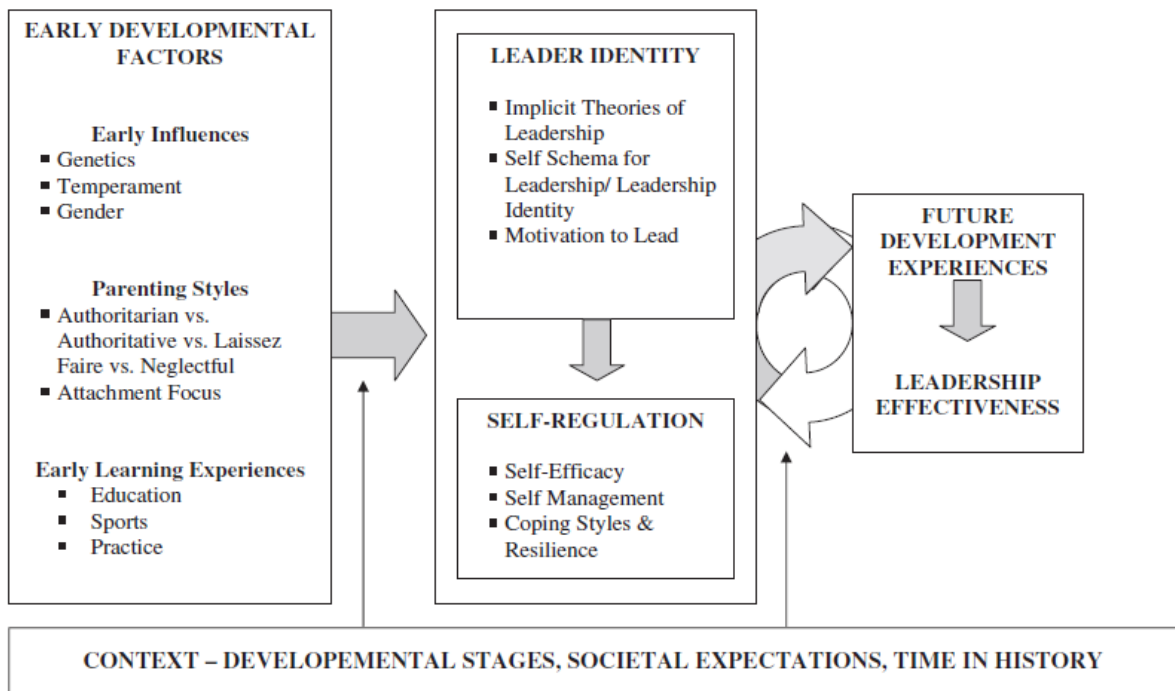 EARLY DEVELOPMENTAL
FACTORS
Early Influences
▪ Genetics
▪ Temperament
▪ Gender
Parenting Styles
▪ Authoritarian vs.
Authoritative vs. Laissez
Faire vs. Neglectful
▪ Attachment Focus
Early Learning Experiences
▪ Education
▪ Sports
▪ Practice
LEADER IDENTITY
▪ Implicit Theories of
Leadership
▪ Self Schema for
Leadership/ Leadership
Identity
▪ Motivation to Lead
SELF-REGULATION
▪ Self-Efficacy
▪ Self Management
▪ Coping Styles &
Resilience
FUTURE
DEVELOPMENT
EXPERIENCES
LEADERSHIP
EFFECTIVENESS
CONTEXT – DEVELOPEMENTAL STAGES, SOCIETAL EXPECTATIONS, TIME IN HISTORY